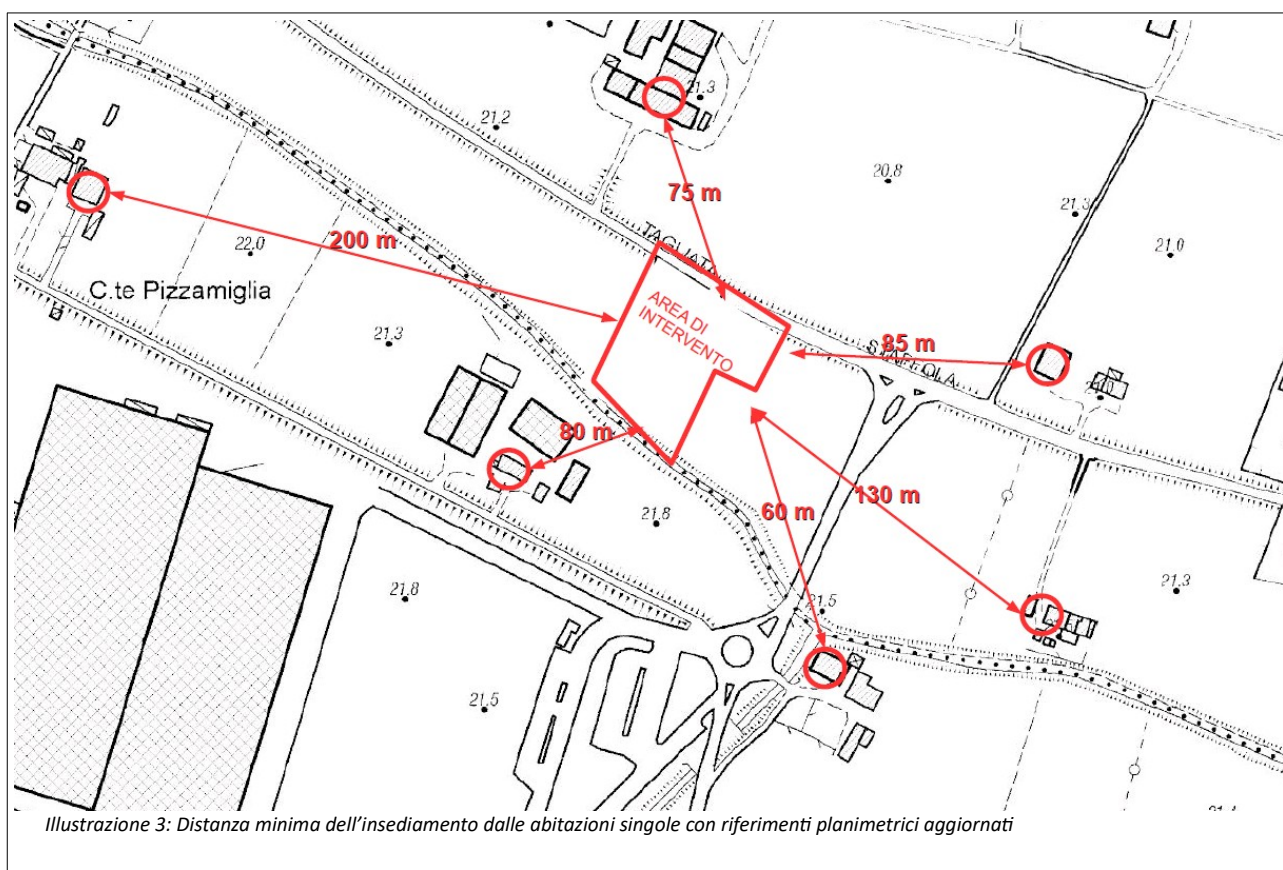 21.3
21.2
20.8
75 m
21.3
TAGLIATA
21.0
200 m
22.0
C.te Pizzamiglia
AREA DI
INTERVENTO
21.3
85 m
80 m
21.8
60 m
130 m
21.8
21.5
21.3
21.5
Illustrazione 3: Distanza minima dell'insediamento dalle abitazioni singole con riferimenti planimetrici aggiornati